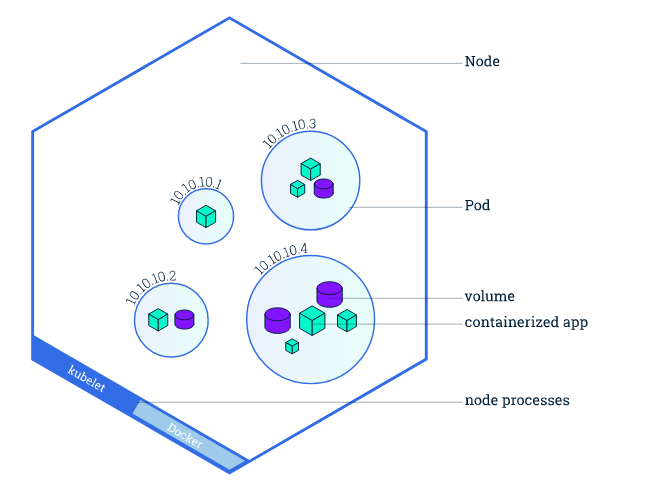 Node
10.10.10.3
10.10.10.1
Pod
10.10.10.4
10.10.10.2
volume
containerized app
kubelet
node processes
Docker